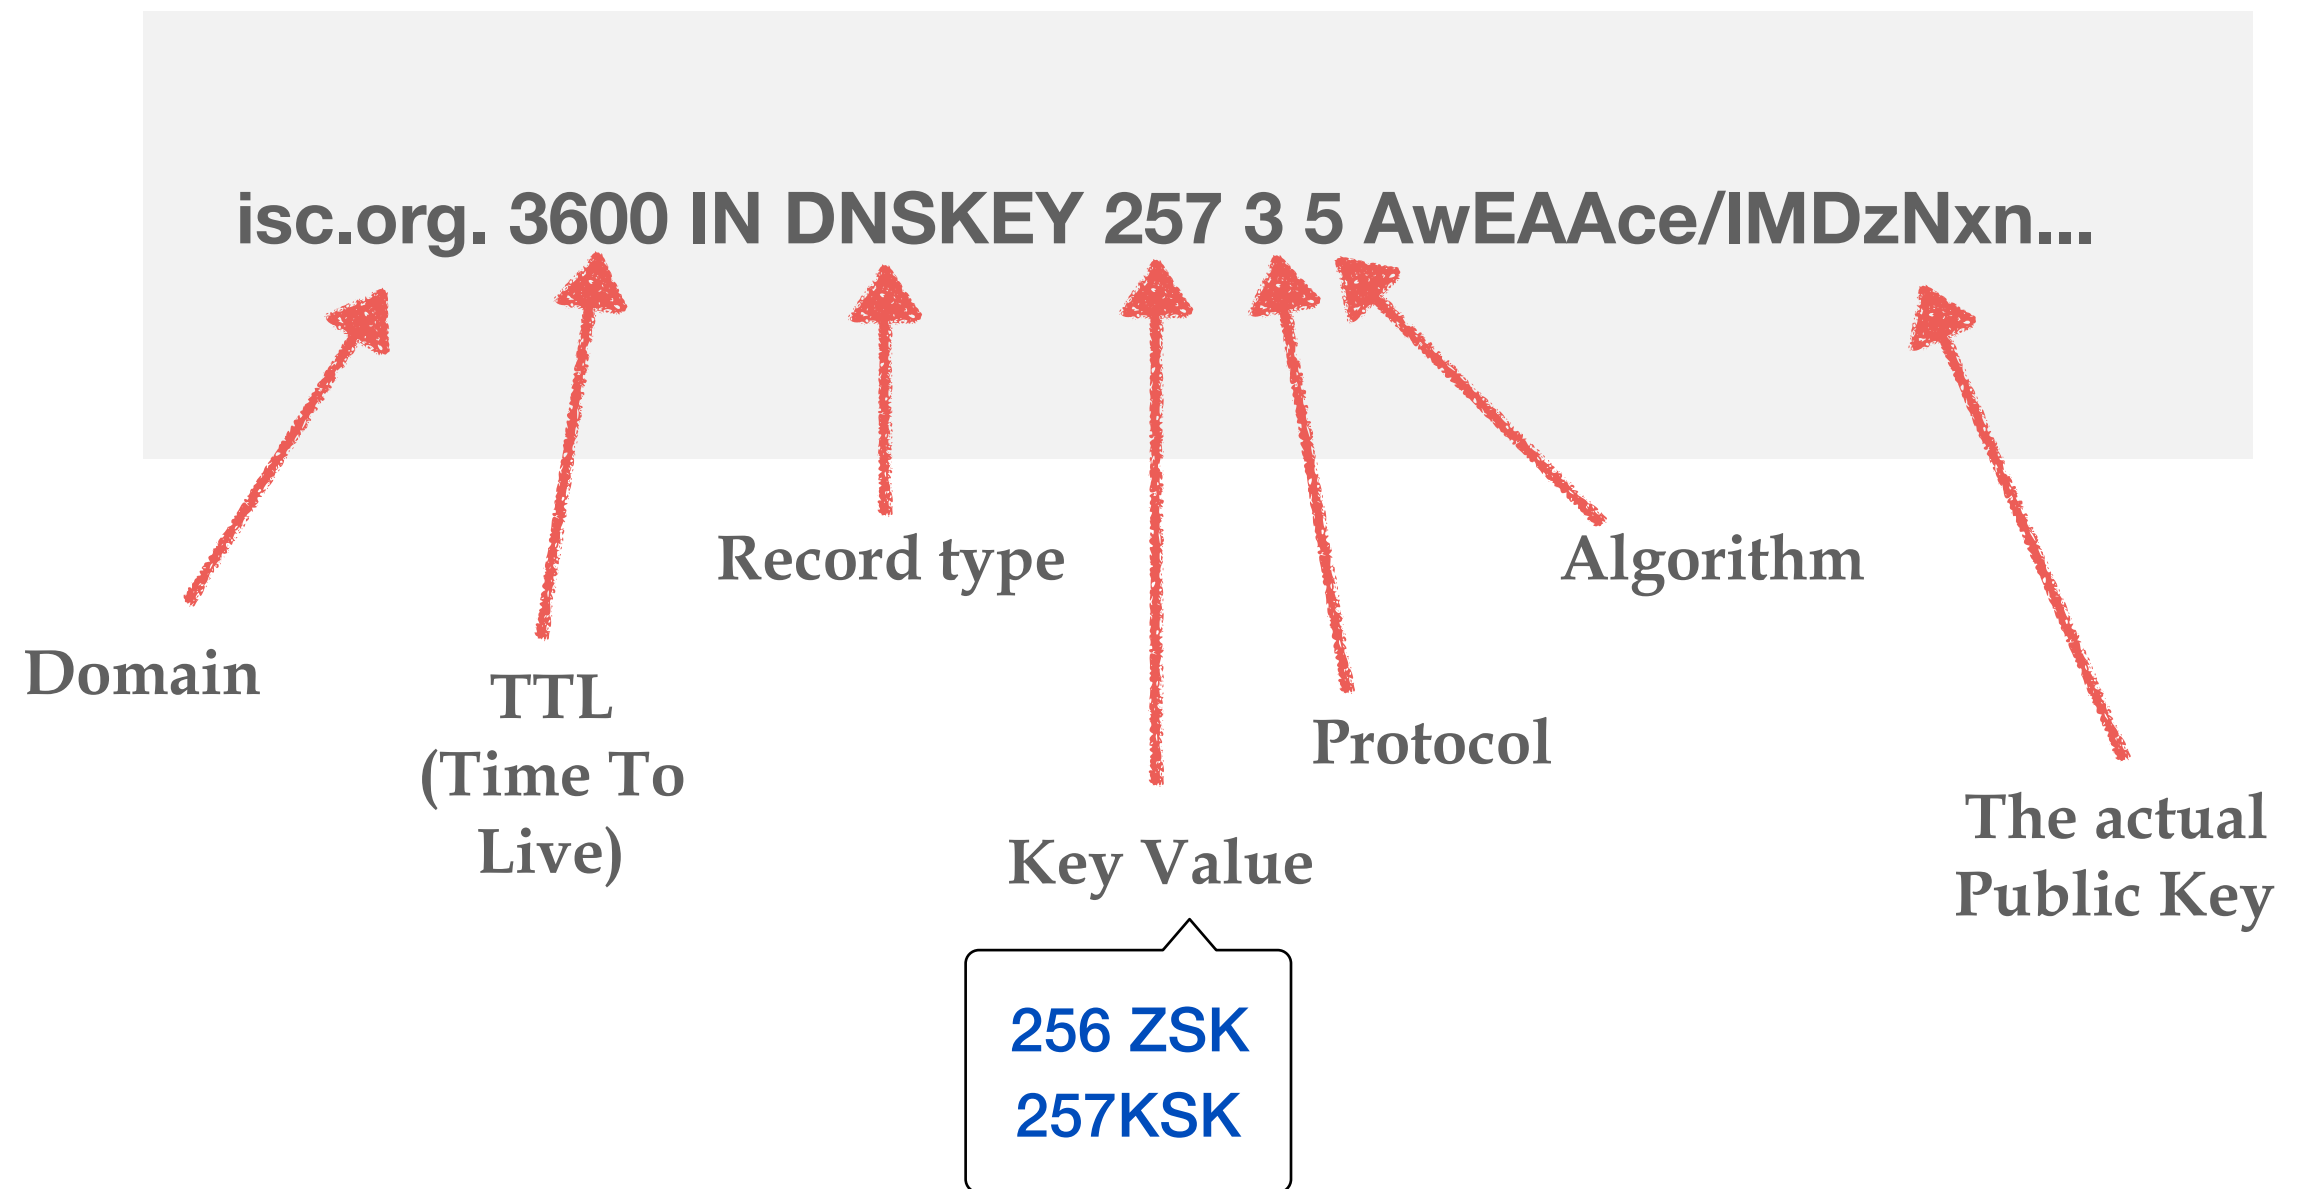 isc.org. 3600 IN DNSKEY 257 3 5 AwEAAce/IMDzNxn...
Record type
Algorithm
Domain
TTL
(Time To
Live)
Protocol
Key Value
The actual
Public Key
256 ZSK
257KSK